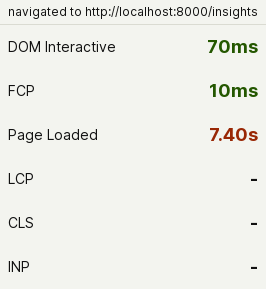 navigated to http://localhost:8000/insights
DOM Interactive 70ms
FCP 10ms
Page Loaded 7.40s
LCP -
CLS -
INP -